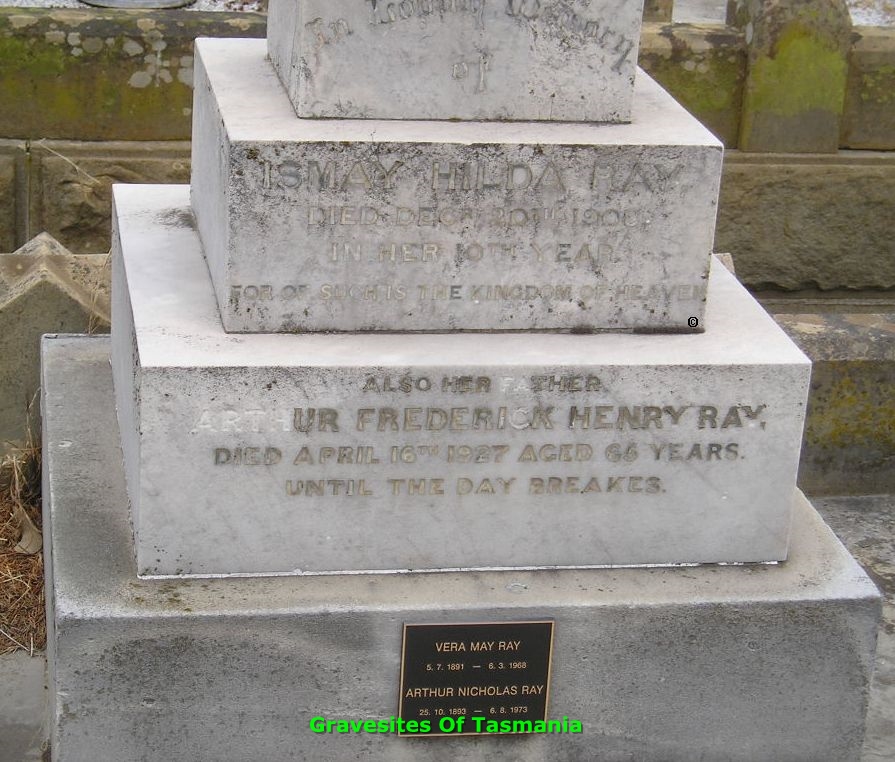 In Loving Memory
of
ISMAY HILDA RAY
DIED DECR 20TH 1900.
IN HER 10TH YEAR.
FOR OF SUCH IS THE KINGDOM OF HEAVEN
©
ALSO HER FATHER
ARTHUR FREDERICK HENRY RAY,
DIED APRIL 16TH 1927 AGED 65 YEARS.
UNTIL THE DAY BREAKES.
VERA MAY RAY
5. 7. 1891 — 6. 3. 1968
ARTHUR NICHOLAS RAY
25. 10. 1893 — 6. 8. 1973
Gravesites Of Tasmania